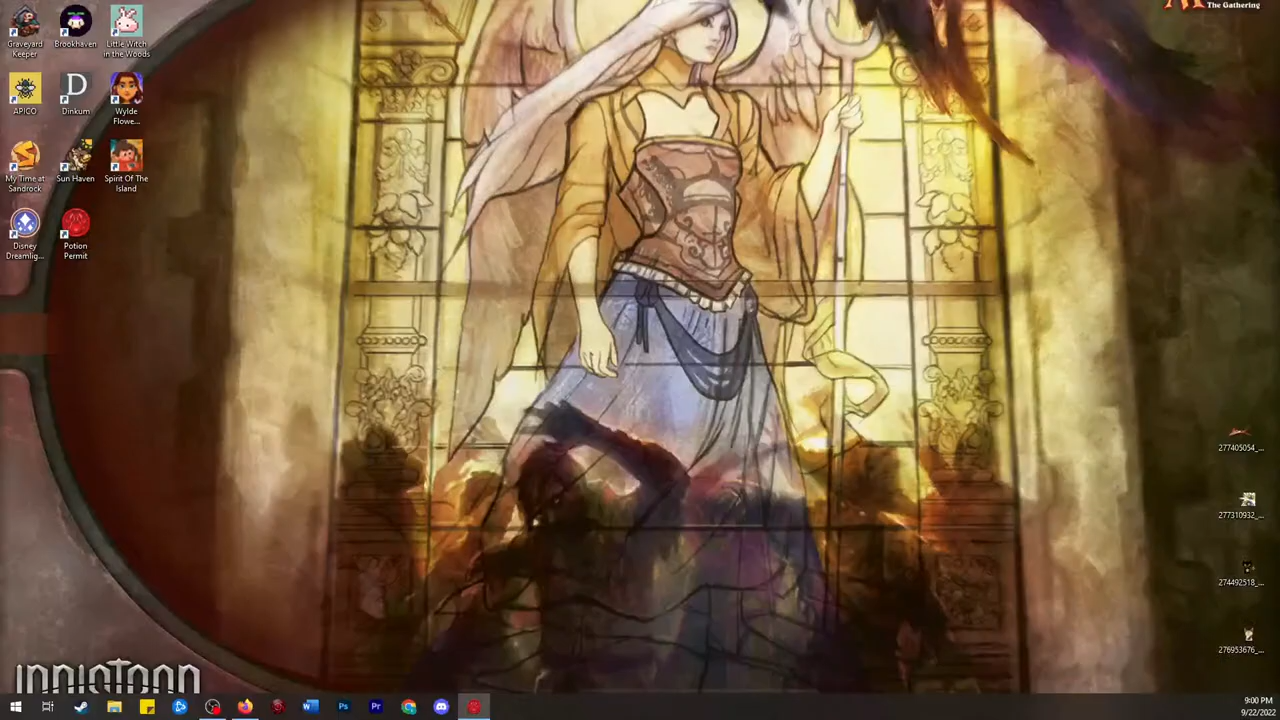 The Gathering
Graveyard
Keeper
Brookhaven
Little Witch
in the Woods
APICO
D
Dinkum
Wylde
Flowe...
My Time at
Sandrock
Sun Haven
Spirit Of The
Island
Disney
Dreamlig...
Potion
Permit
277405054_...
277310932_...
274492518_...
276953676_...
W
Ps
Pr
9:00 PM
9/22/2022